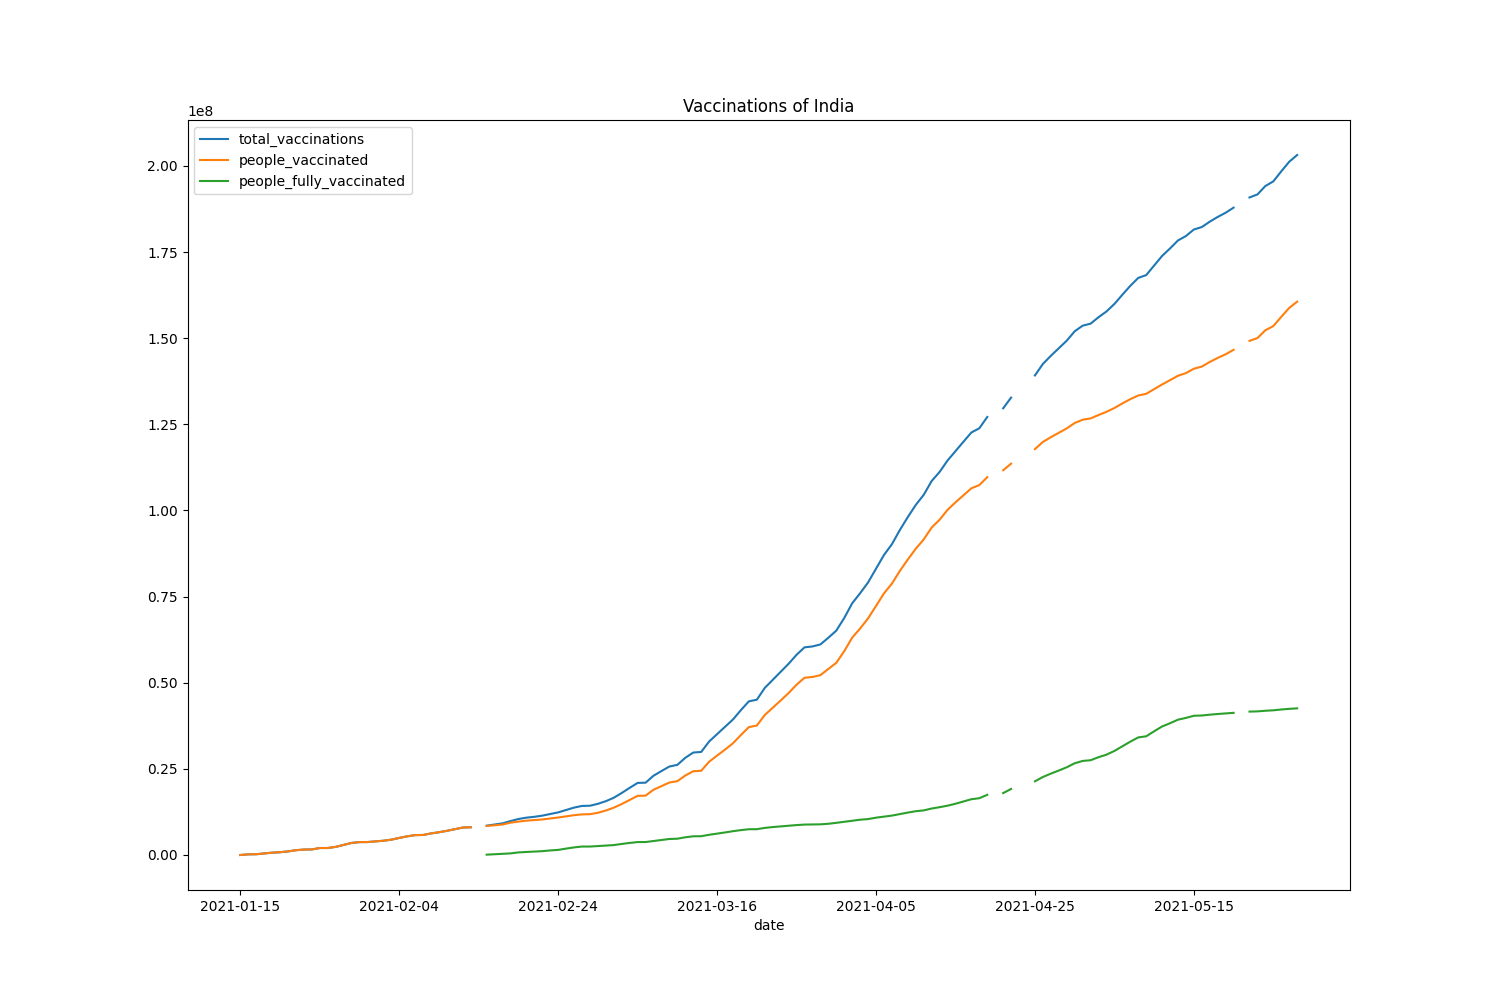 Vaccinations of India
1e8
total_vaccinations
people_vaccinated
people_fully_vaccinated
2.00
1.75
1.50
1.25
1.00
0.75
0.50
0.25
0.00
2021-01-15 2021-02-04 2021-02-24 2021-03-16 2021-04-05 2021-04-25 2021-05-15
date